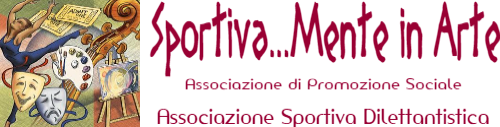 Sportiva...Mente in Arte
Associazione di Promozione Sociale
Associazione Sportiva Dilettantistica